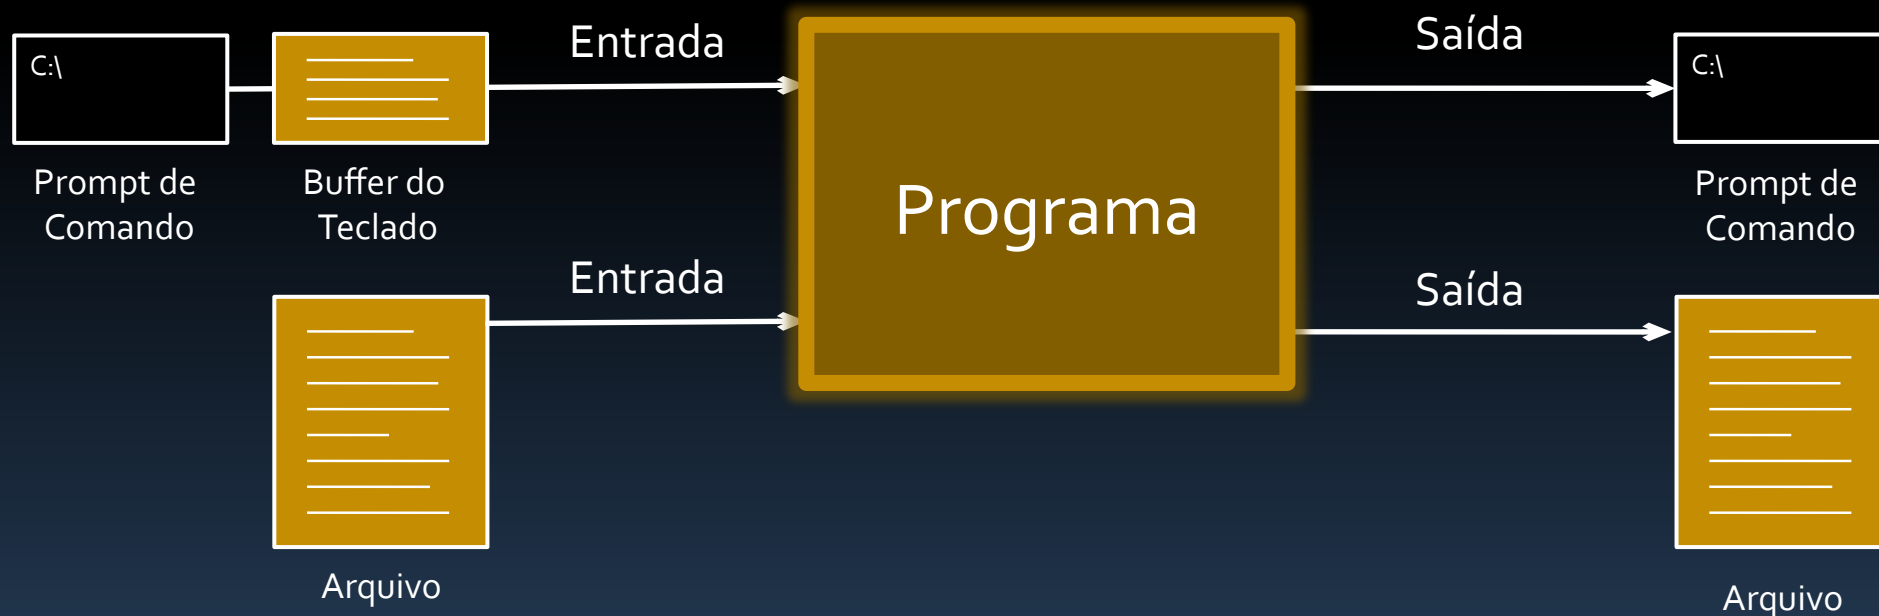 C:\
Prompt de
Comando
Buffer do
Teclado
Entrada
Entrada
Arquivo
Programa
Saída
Saída
C:\
Prompt de
Comando
Arquivo